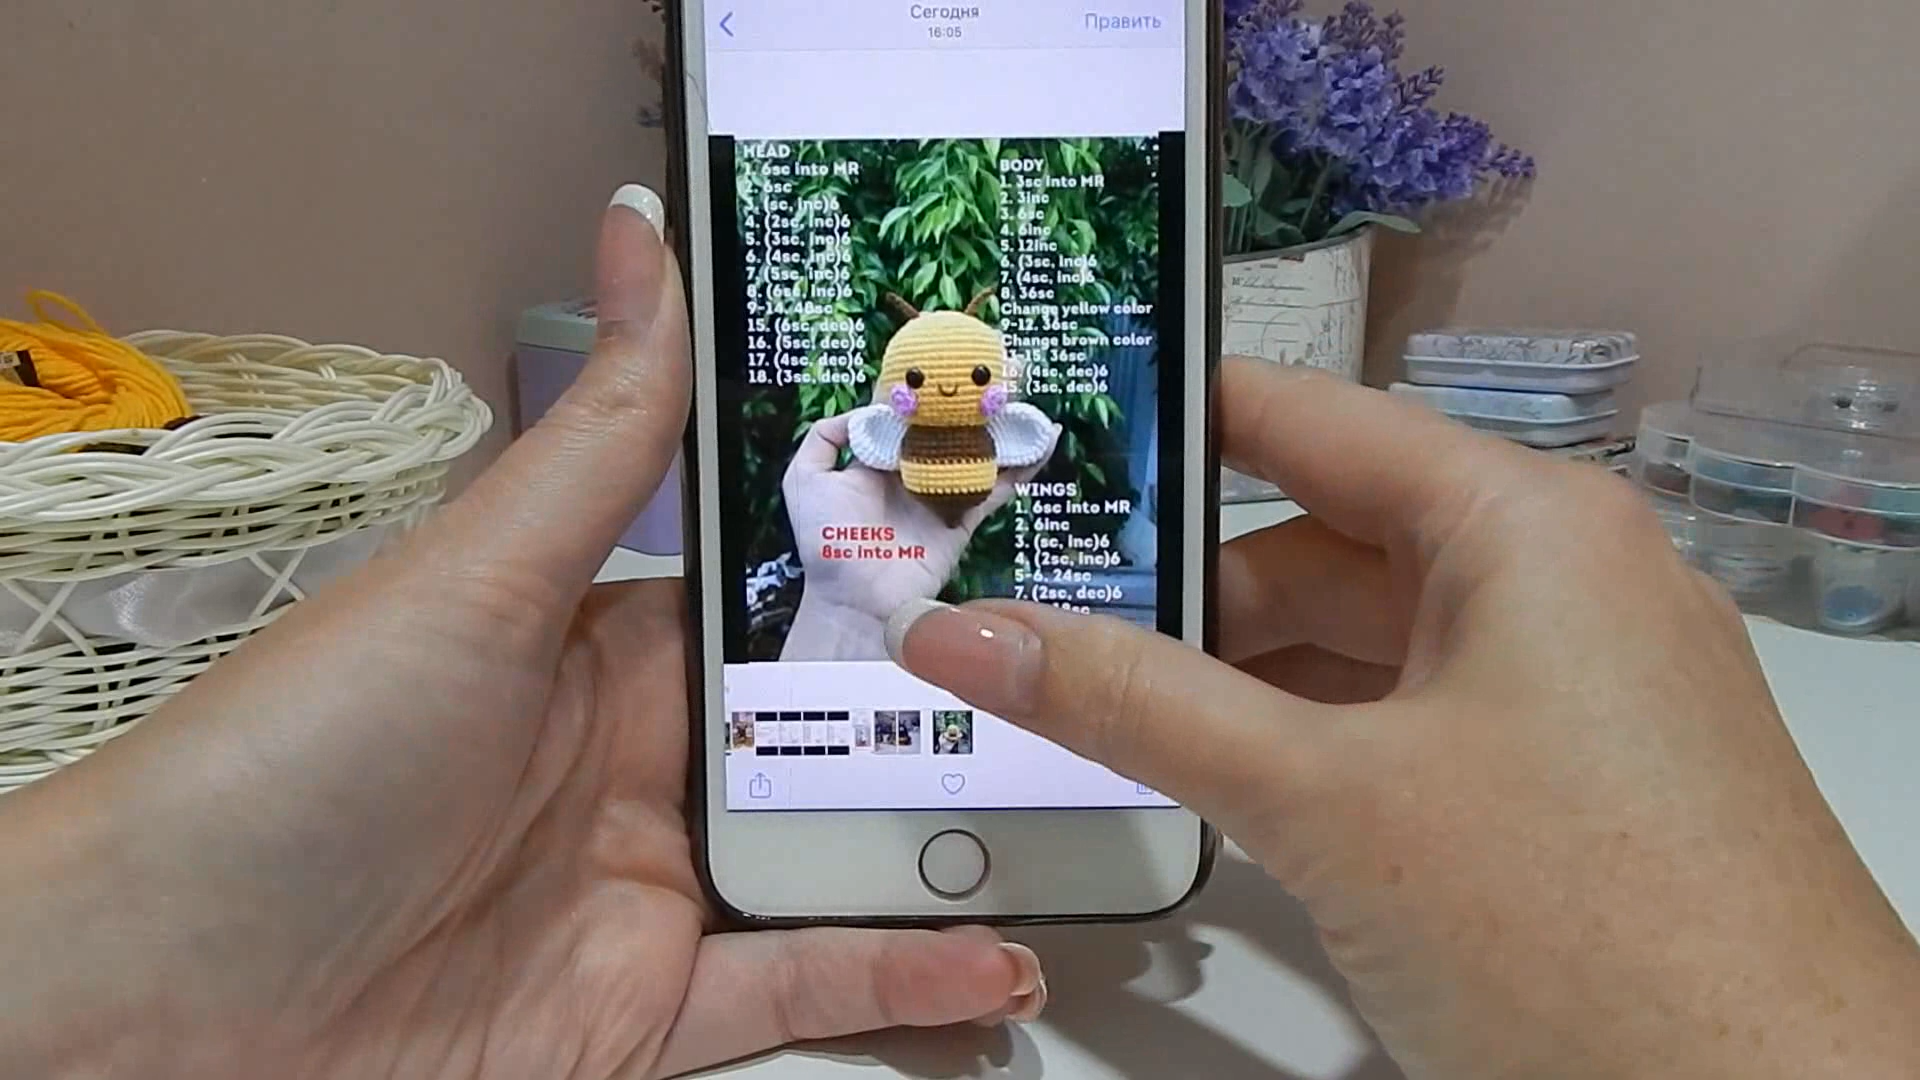 Сегодня
16:05
Править
HEAD
1. 6sc into MR
2. 6sc
3. (sc, inc)6
4. (2sc, inc)6
5. (3sc, inc)6
6. (4sc, inc)6
7. (5sc, inc)6
8. (6s6, inc)6
9-14. 48sc
15. (6sc, dec)6
16. (5sc, dec)6
17. (4sc, dec)6
18. (3sc, dec)6
BODY
1. 3sc into MR
2. 3inc
3. 6sc
4. 6inc
5. 12inc
6. (3sc, inc)6
7. (4sc, inc)6
8. 36sc
Change yellow color
9-12. 36sc
Change brown color
13-15. 36sc
16. (4sc, dec)6
15. (3sc, dec)6
CHEEKS
8sc into MR
WINGS
1. 6sc into MR
2. 6inc
3. (sc, inc)6
4. (2sc, inc)6
5-6. 24sc
7. (2sc, dec)6
18sc